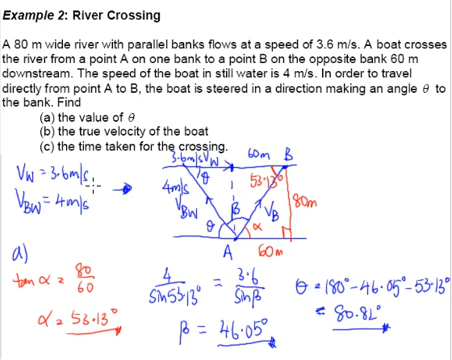 Example 2: River Crossing
A 80 m wide river with parallel banks flows at a speed of 3.6 m/s. A boat crosses
the river from a point A on one bank to a point B on the opposite bank 60 m
downstream. The speed of the boat in still water is 4 m/s. In order to travel
directly from point A to B, the boat is steered in a direction making an angle θ to
the bank. Find
(a) the value of θ
(b) the true velocity of the boat
(c) the time taken for the crossing.
3.6m/s V_W 60m B
V_W = 3.6m/s
V_BW = 4m/s
θ 53.13°
4m/s
V_BW β V_B 80m
θ α
A 60m
a)
tan α = 80/60
α = 53.13°
4/sin53.13° = 3.6/sinβ
β = 46.05°
θ = 180° - 46.05° - 53.13°
= 80.82°